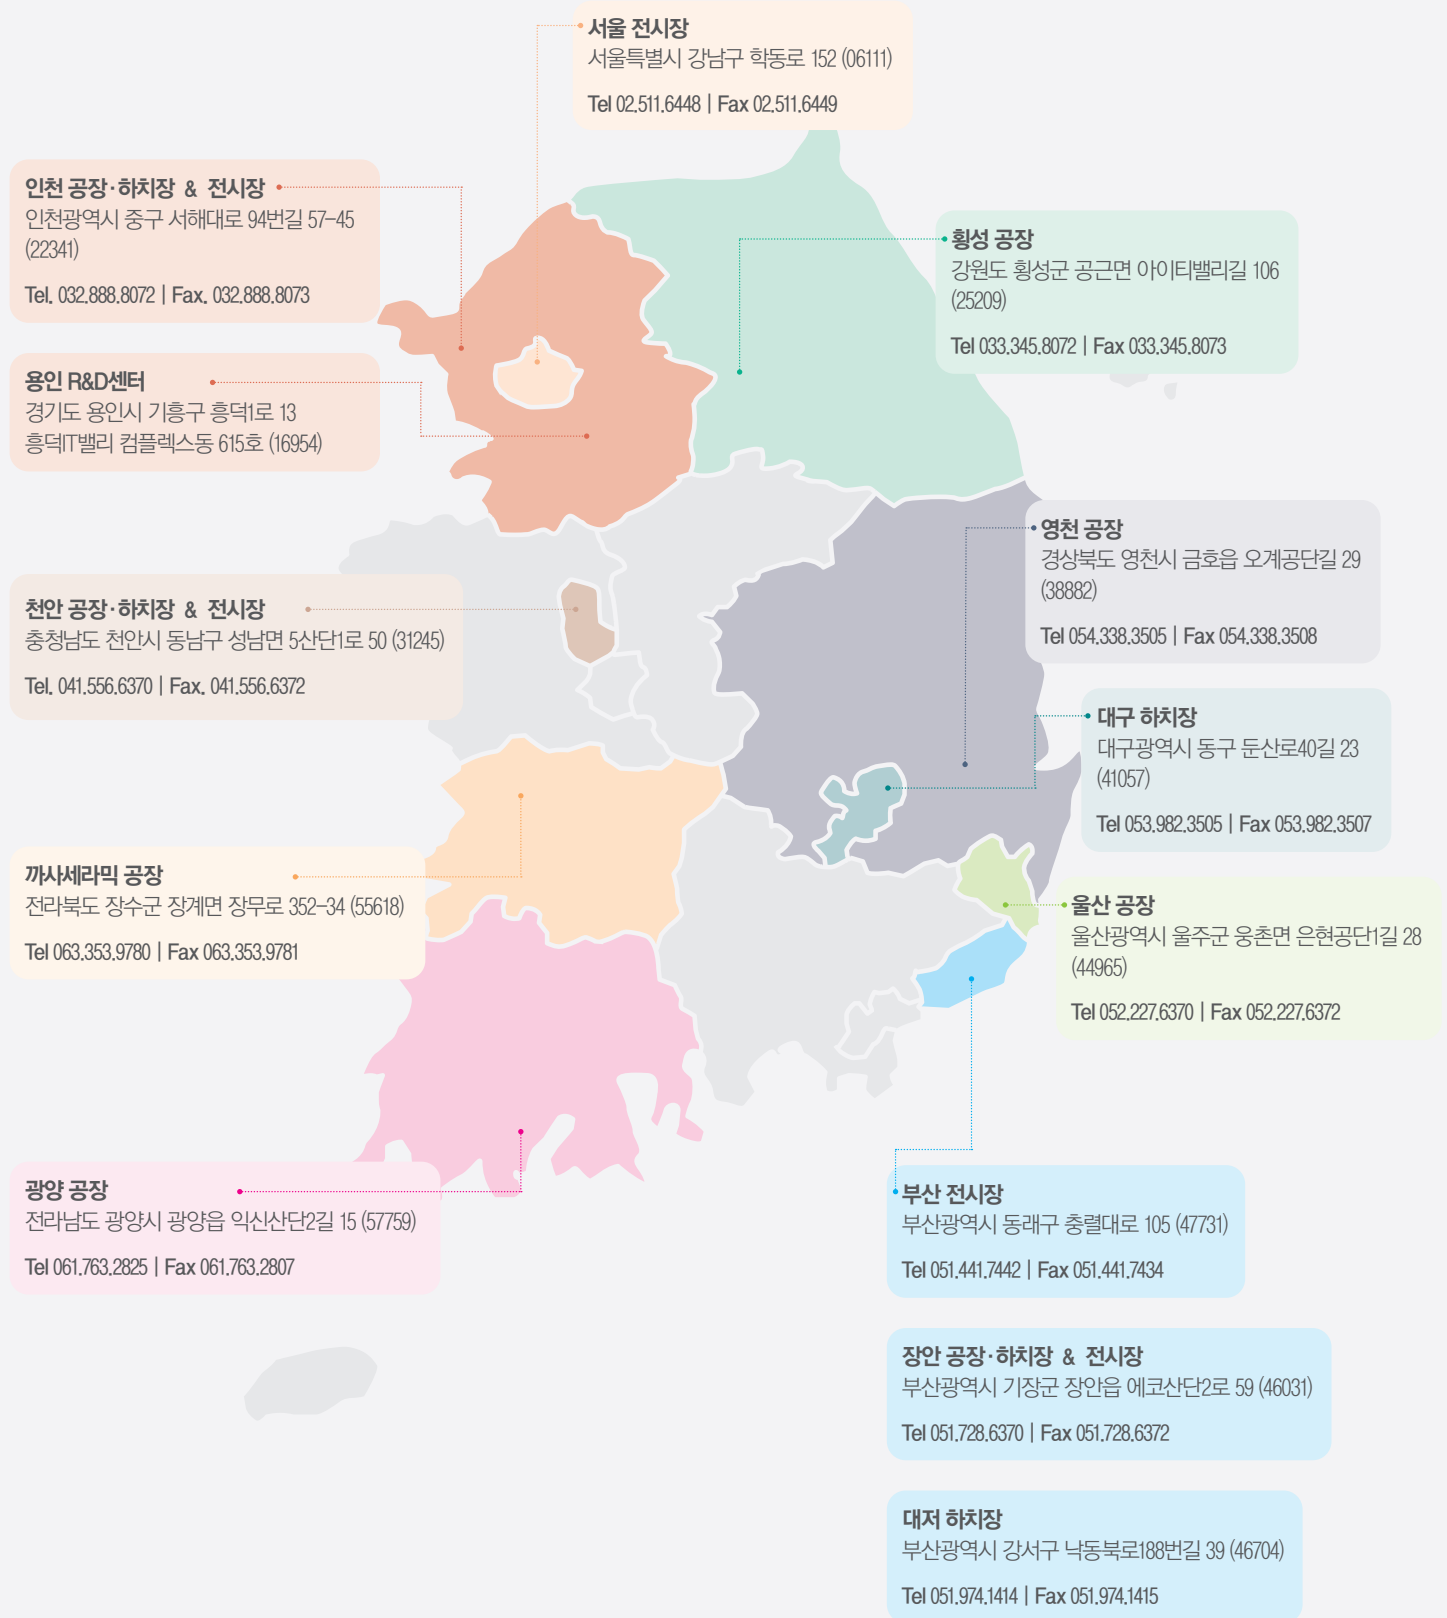 서울 전시장
서울특별시 강남구 학동로 152 (06111)
Tel 02.511.6448 | Fax 02.511.6449
인천 공장·하치장 & 전시장
인천광역시 중구 서해대로 94번길 57-45
(22341)
Tel. 032.888.8072 | Fax. 032.888.8073
횡성 공장
강원도 횡성군 공근면 아이티밸리길 106
(25209)
Tel 033.345.8072 | Fax 033.345.8073
용인 R&D센터
경기도 용인시 기흥구 흥덕1로 13
흥덕IT밸리 컴플렉스동 615호 (16954)
영천 공장
경상북도 영천시 금호읍 오계공단길 29
(38882)
Tel 054.338.3505 | Fax 054.338.3508
천안 공장·하치장 & 전시장
충청남도 천안시 동남구 성남면 5산단1로 50 (31245)
Tel. 041.556.6370 | Fax. 041.556.6372
대구 하치장
대구광역시 동구 둔산로40길 23
(41057)
Tel 053.982.3505 | Fax 053.982.3507
까사세라믹 공장
전라북도 장수군 장계면 장무로 352-34 (55618)
Tel 063.353.9780 | Fax 063.353.9781
울산 공장
울산광역시 울주군 웅촌면 은현공단1길 28
(44965)
Tel 052.227.6370 | Fax 052.227.6372
광양 공장
전라남도 광양시 광양읍 익신산단2길 15 (57759)
Tel 061.763.2825 | Fax 061.763.2807
부산 전시장
부산광역시 동래구 충렬대로 105 (47731)
Tel 051.441.7442 | Fax 051.441.7434
장안 공장·하치장 & 전시장
부산광역시 기장군 장안읍 에코산단2로 59 (46031)
Tel 051.728.6370 | Fax 051.728.6372
대저 하치장
부산광역시 강서구 낙동북로188번길 39 (46704)
Tel 051.974.1414 | Fax 051.974.1415